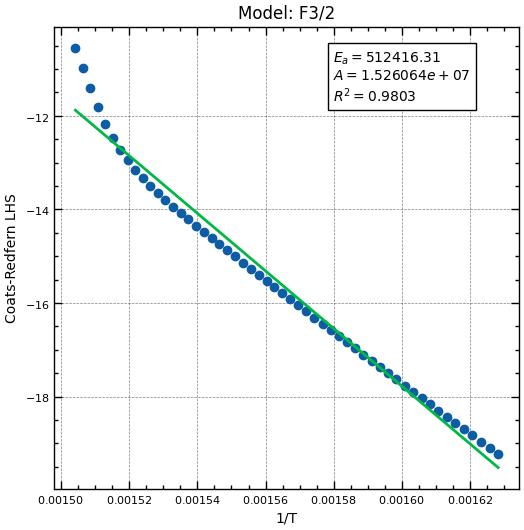 Model: F3/2
E_a = 512416.31
A = 1.526064e + 07
R² = 0.9803
−12
−14
−16
−18
Coats-Redfern LHS
0.00150 0.00152 0.00154 0.00156 0.00158 0.00160 0.00162
1/T